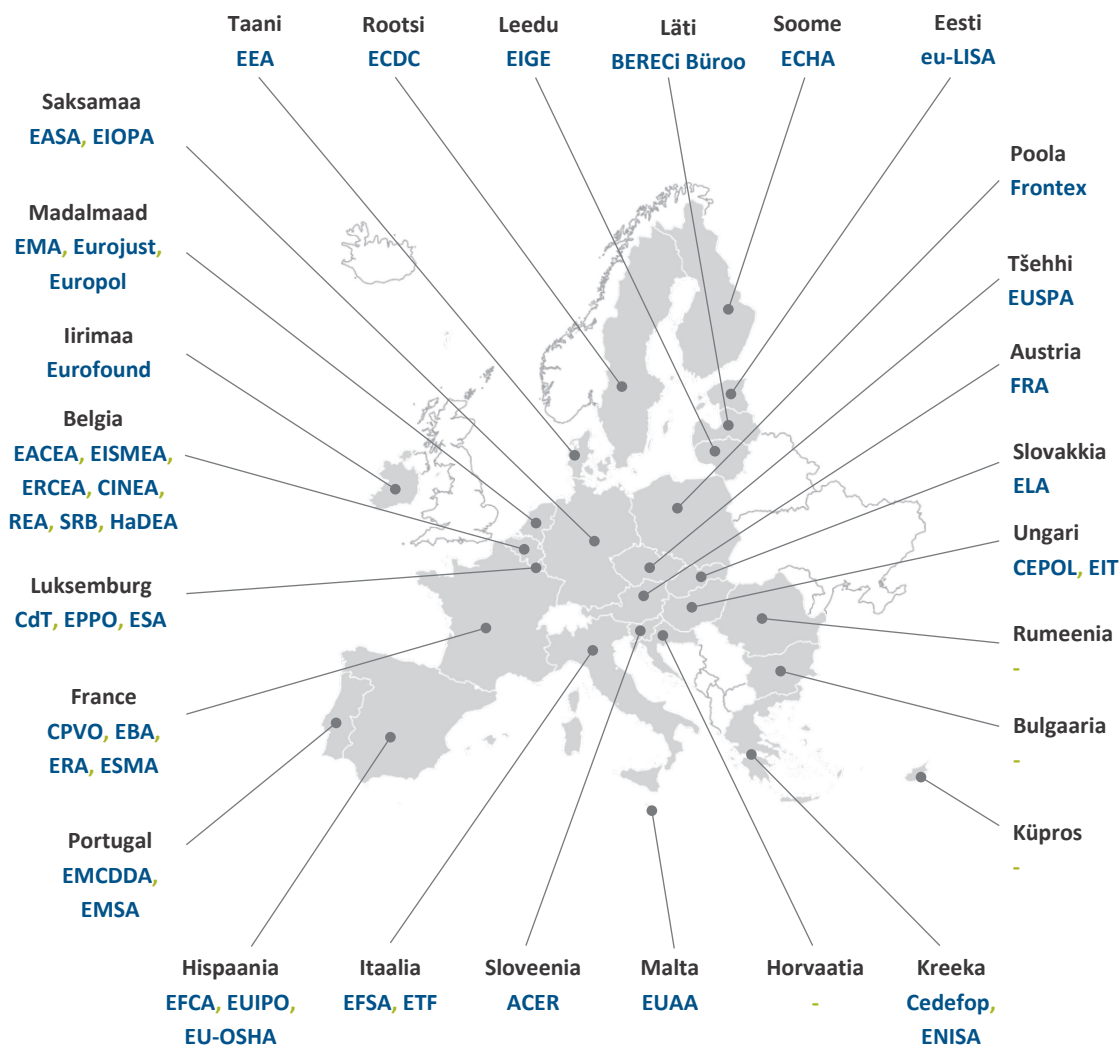 Taani
EEA
Rootsi
ECDC
Leedu
EIGE
Läti
BERECi Büroo
Soome
ECHA
Eesti
eu-LISA
Saksamaa
EASA, EIOPA
Madalmaad
EMA, Eurojust,
Europol
Iirimaa
Eurofound
Belgia
EACEA, EISMEA,
ERCEA, CINEA,
REA, SRB, HaDEA
Luksemburg
CdT, EPPO, ESA
France
CPVO, EBA,
ERA, ESMA
Portugal
EMCDDA,
EMSA
Poola
Frontex
Tšehhi
EUSPA
Austria
FRA
Slovakkia
ELA
Ungari
CEPOL, EIT
Rumeenia
-
Bulgaaria
-
Küpros
-
Hispaania
EFCA, EUIPO,
EU-OSHA
Itaalia
EFSA, ETF
Sloveenia
ACER
Malta
EUAA
Horvaatia
-
Kreeka
Cedefop,
ENISA